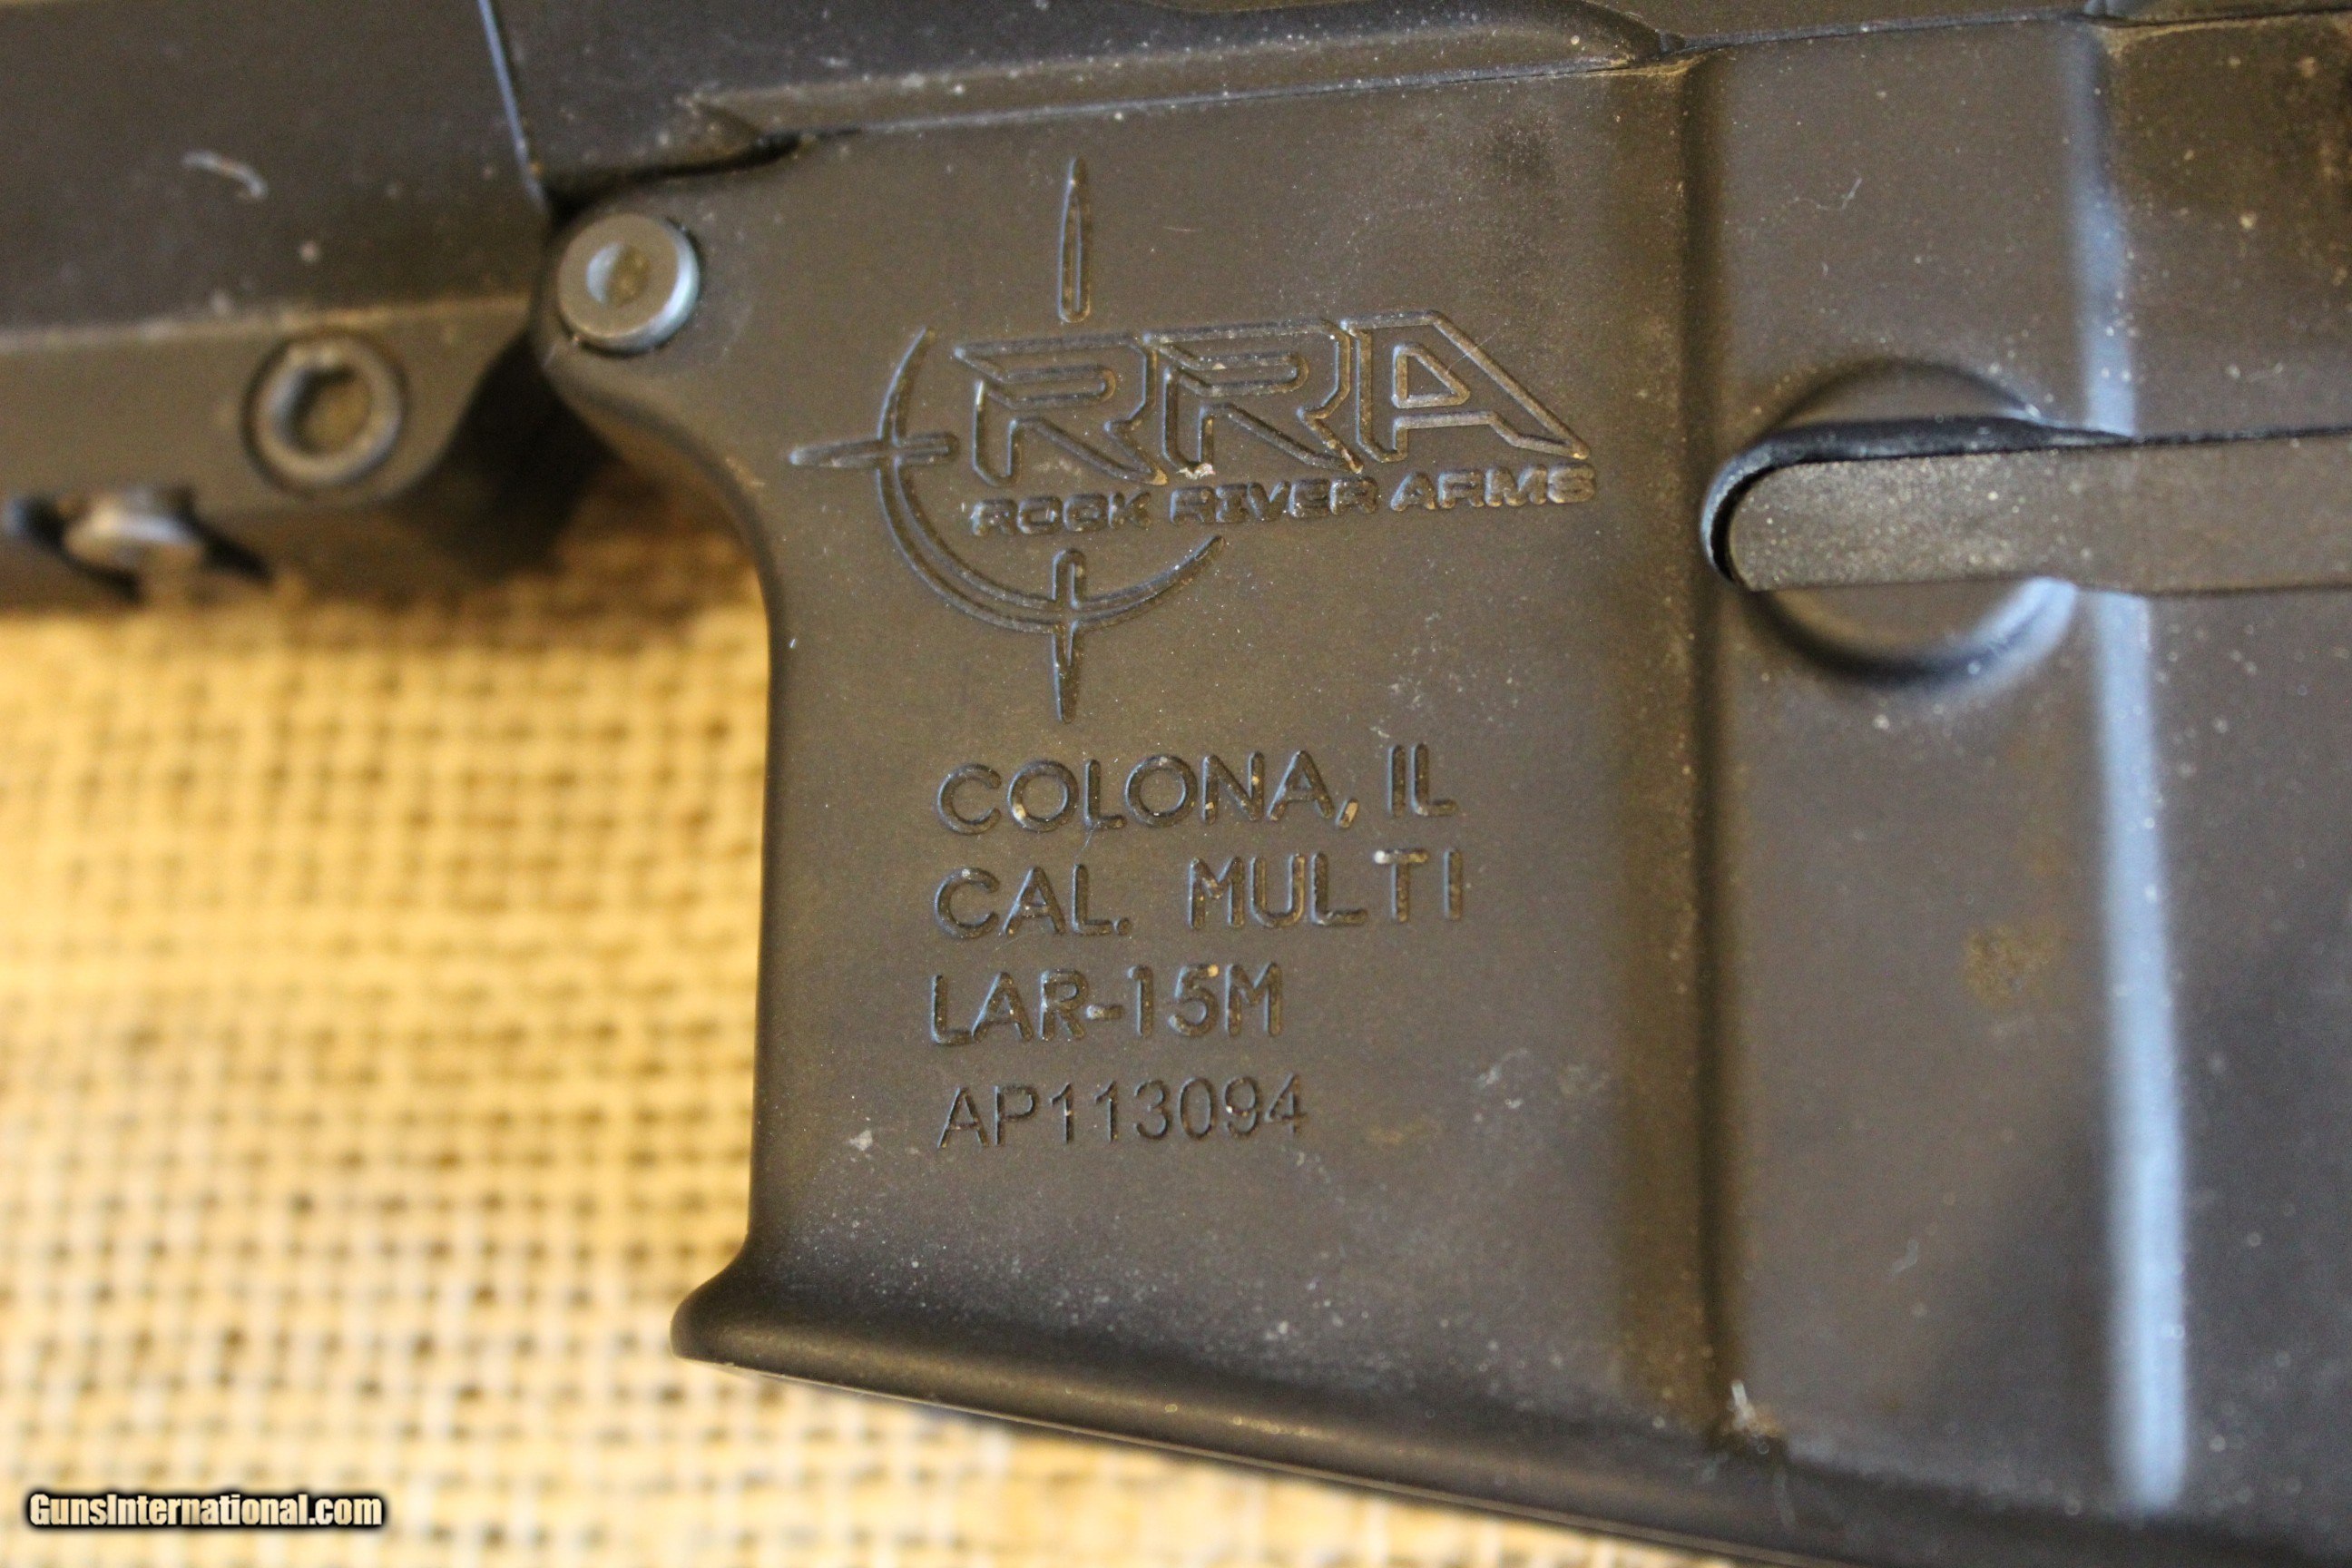 RRA
ROCK RIVER ARMS
COLONA, IL
CAL. MULTI
LAR-15M
AP113094
GunsInternational.com